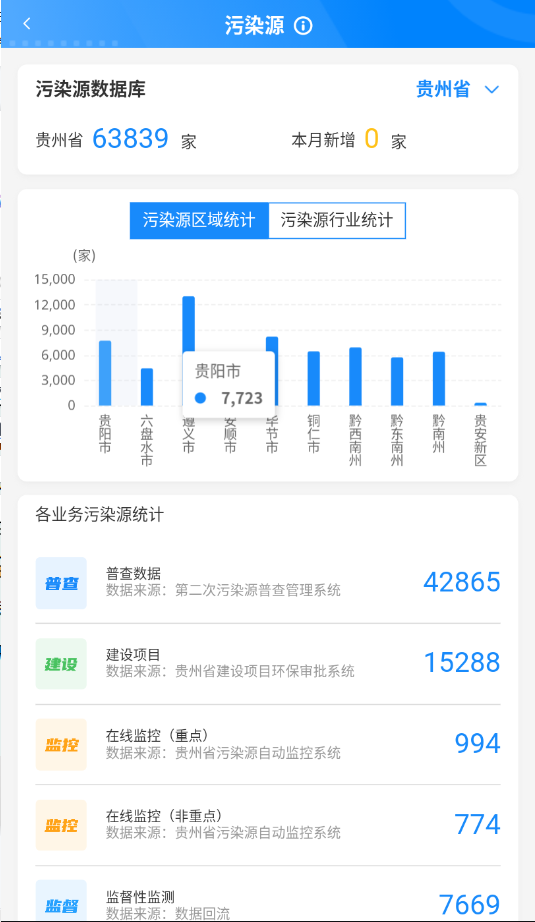 污染源
污染源数据库
贵州省
贵州省 63839 家
本月新增 0 家
污染源区域统计
污染源行业统计
(家)
15,000
12,000
9,000
6,000
3,000
0
贵阳市
7,723
贵阳市
六盘水市
遵义市
安顺市
毕节市
铜仁市
黔西南州
黔东南州
黔南州
贵安新区
各业务污染源统计
普查
普查数据
数据来源：第二次污染源普查管理系统
42865
建设
建设项目
数据来源：贵州省建设项目环保审批系统
15288
监控
在线监控（重点）
数据来源：贵州省污染源自动监控系统
994
监控
在线监控（非重点）
数据来源：贵州省污染源自动监控系统
774
监督
监督性监测
数据来源：数据回流
7669